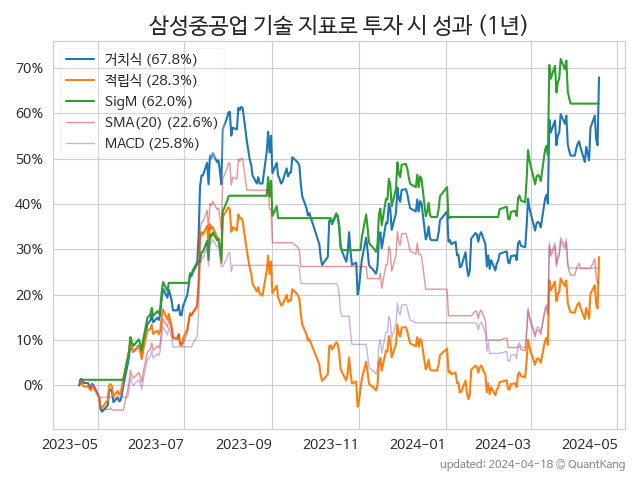 삼성중공업 기술 지표로 투자 시 성과 (1년)
거치식 (67.8%)
적립식 (28.3%)
SigM (62.0%)
SMA(20) (22.6%)
MACD (25.8%)
70%
60%
50%
40%
30%
20%
10%
0%
2023-05 2023-07 2023-09 2023-11 2024-01 2024-03 2024-05
updated: 2024-04-18 @ QuantKang